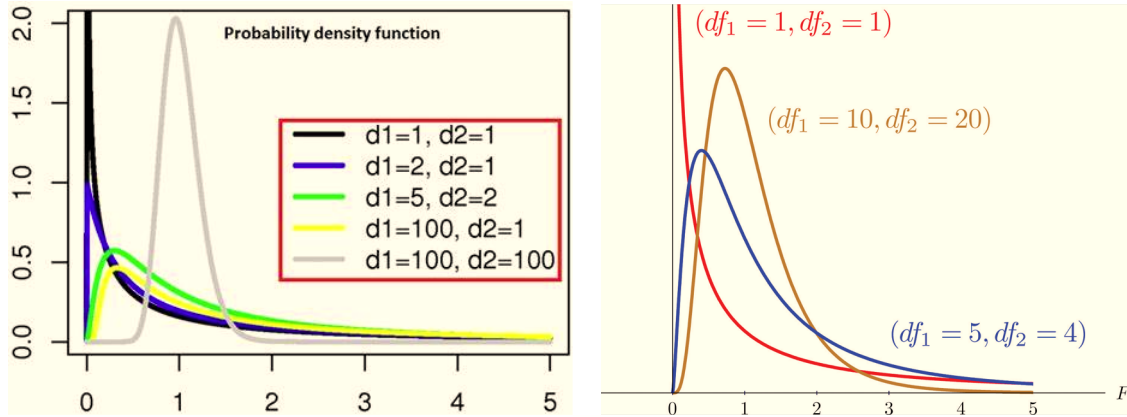 Probability density function
2.0
1.5
1.0
0.5
0.0
d1=1, d2=1
d1=2, d2=1
d1=5, d2=2
d1=100, d2=1
d1=100, d2=100
0 1 2 3 4 5
(df₁ = 1, df₂ = 1)
(df₁ = 10, df₂ = 20)
(df₁ = 5, df₂ = 4)
0 1 2 3 4 5
F